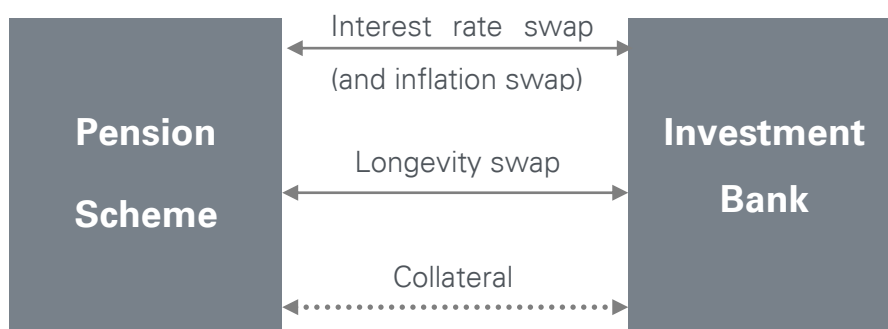 Interest rate swap
(and inflation swap)
Pension
Scheme
Longevity swap
Investment
Bank
Collateral